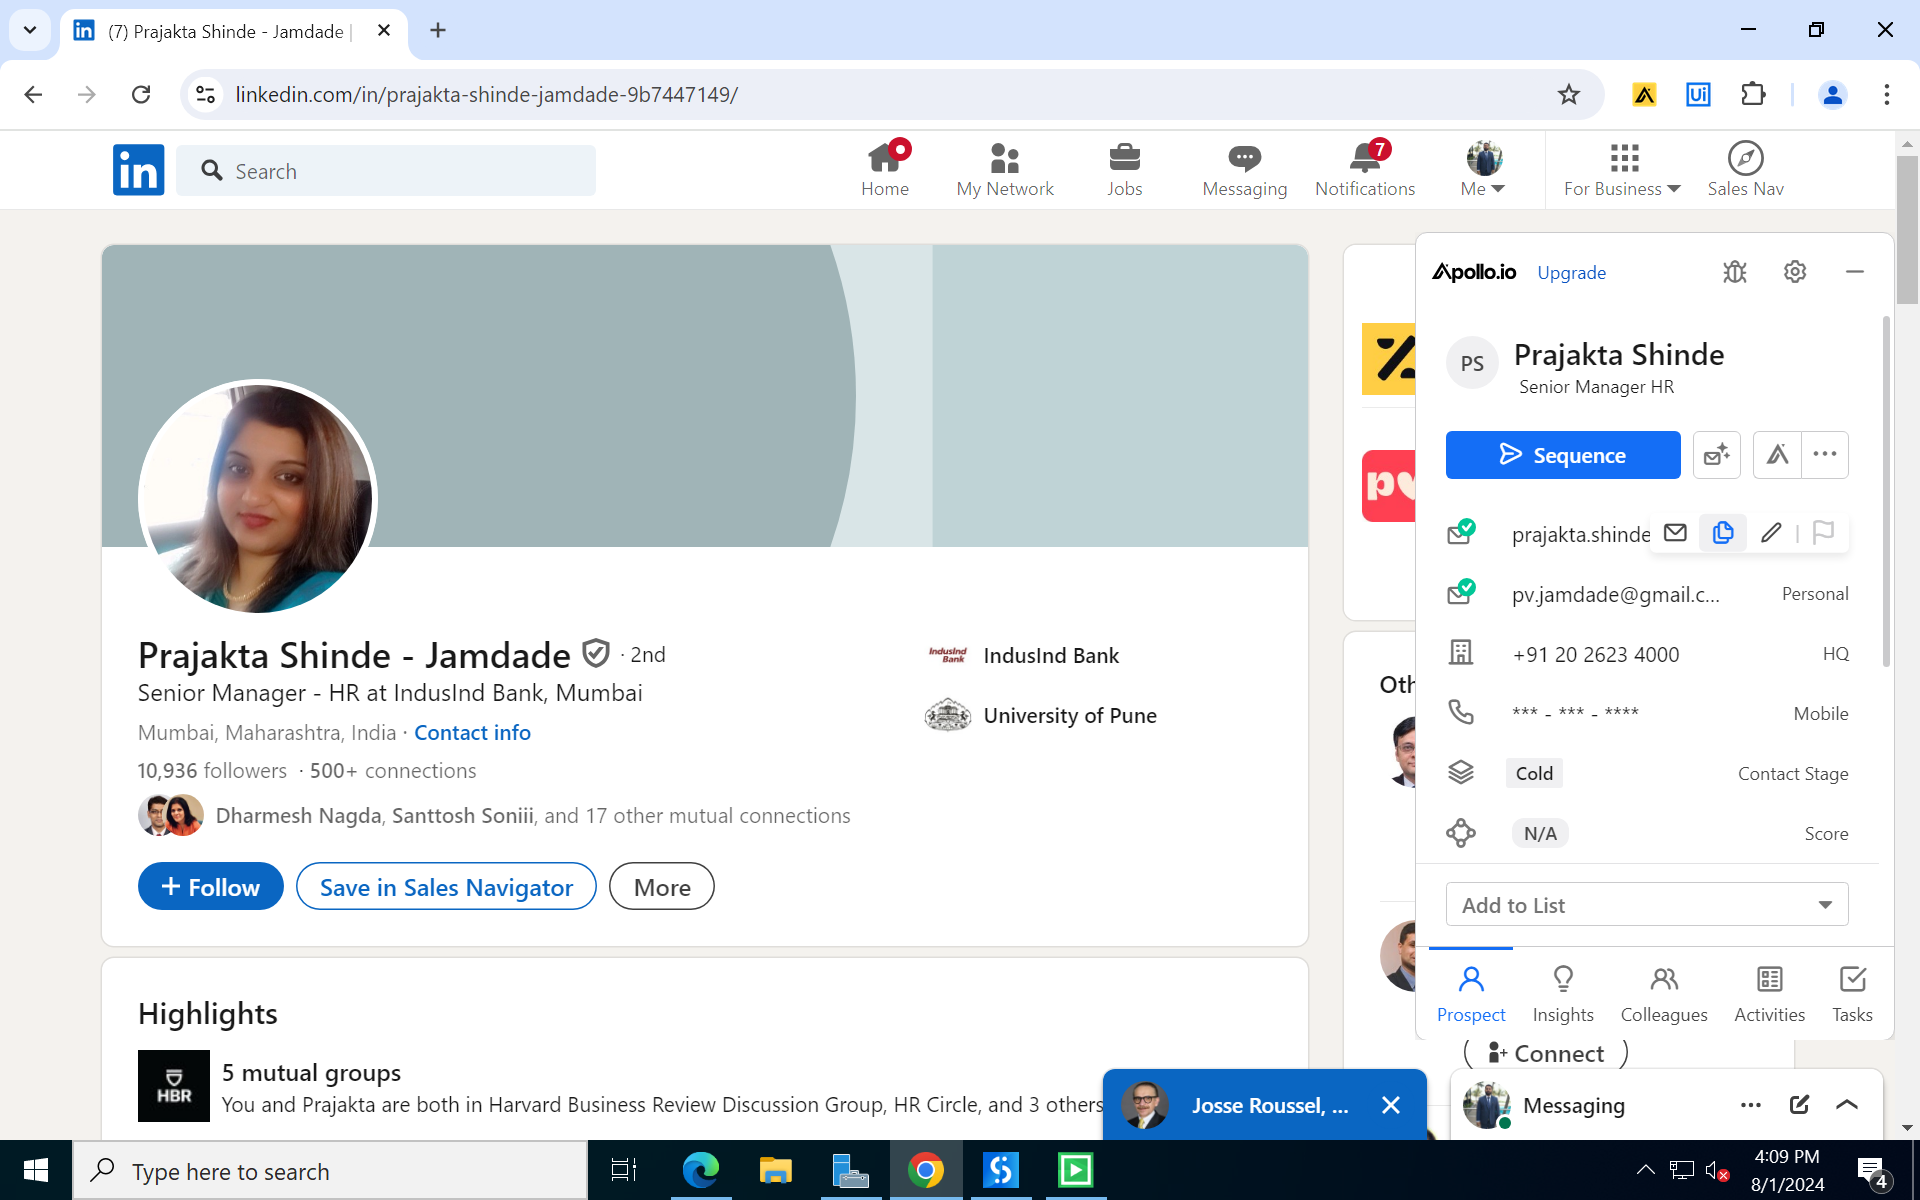 (7) Prajakta Shinde - Jamdade |
linkedin.com/in/prajakta-shinde-jamdade-9b7447149/
Ui
in
Search
Home
My Network
Jobs
Messaging
7
Notifications
Me
For Business
Sales Nav
Apollo.io
Upgrade
PS
Prajakta Shinde
Senior Manager HR
Sequence
prajakta.shinde
pv.jamdade@gmail.c...
Personal
+91 20 2623 4000
HQ
*** - *** - ****
Mobile
Cold
Contact Stage
N/A
Score
Add to List
Prospect
Insights
Colleagues
Activities
Tasks
pv
Oth
Connect
Prajakta Shinde - Jamdade · 2nd
Senior Manager - HR at IndusInd Bank, Mumbai
Mumbai, Maharashtra, India · Contact info
10,936 followers · 500+ connections
Dharmesh Nagda, Santtosh Soniii, and 17 other mutual connections
IndusInd Bank
IndusInd Bank
University of Pune
+ Follow
Save in Sales Navigator
More
Highlights
HBR
5 mutual groups
You and Prajakta are both in Harvard Business Review Discussion Group, HR Circle, and 3 others
Josse Roussel, ...
Messaging
Type here to search
4:09 PM
8/1/2024
4